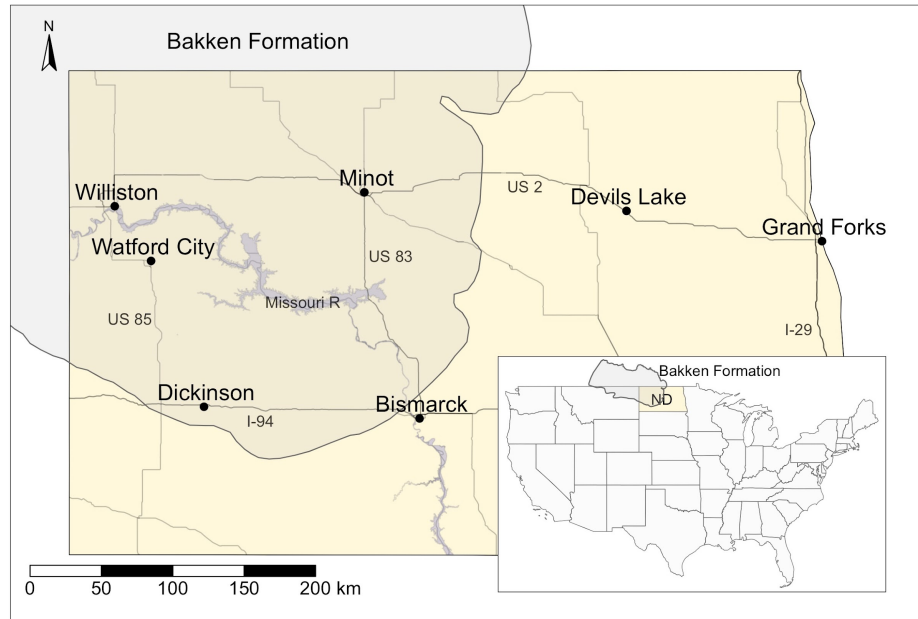 N
Bakken Formation
Minot
Williston
US 2
Devils Lake
Grand Forks
Watford City
US 83
Missouri R
US 85
I-29
Bakken Formation
ND
Dickinson
Bismarck
I-94
0 50 100 150 200 km